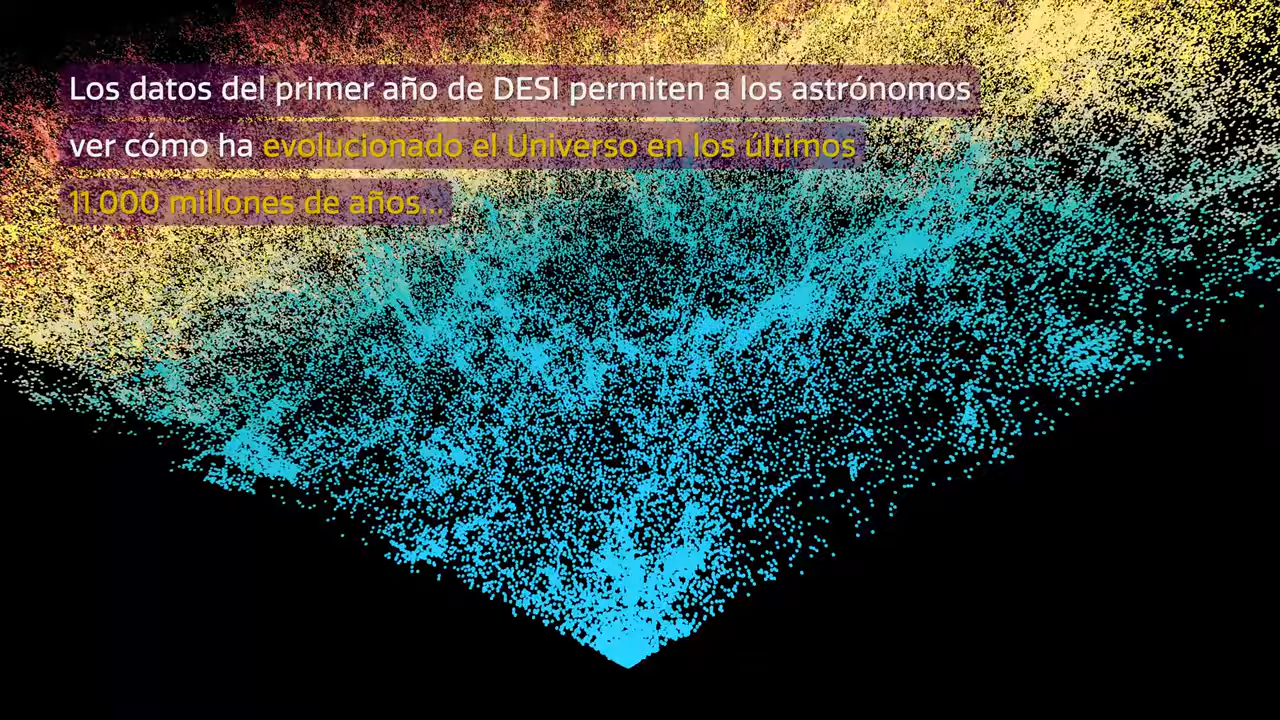 Los datos del primer año de DESI permiten a los astrónomos
ver cómo ha evolucionado el Universo en los últimos
11.000 millones de años...